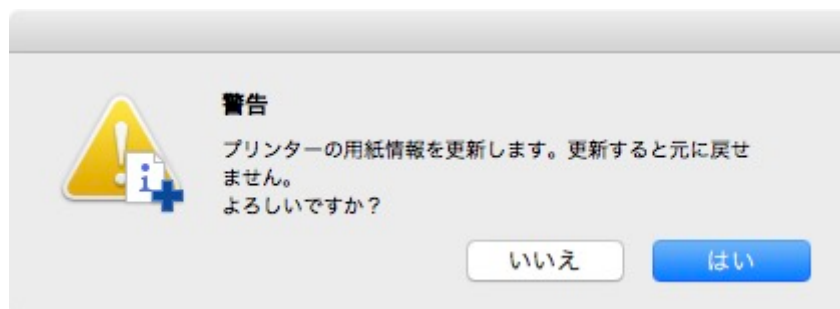 警告
プリンターの用紙情報を更新します。更新すると元に戻せ
ません。
よろしいですか？
いいえ
はい